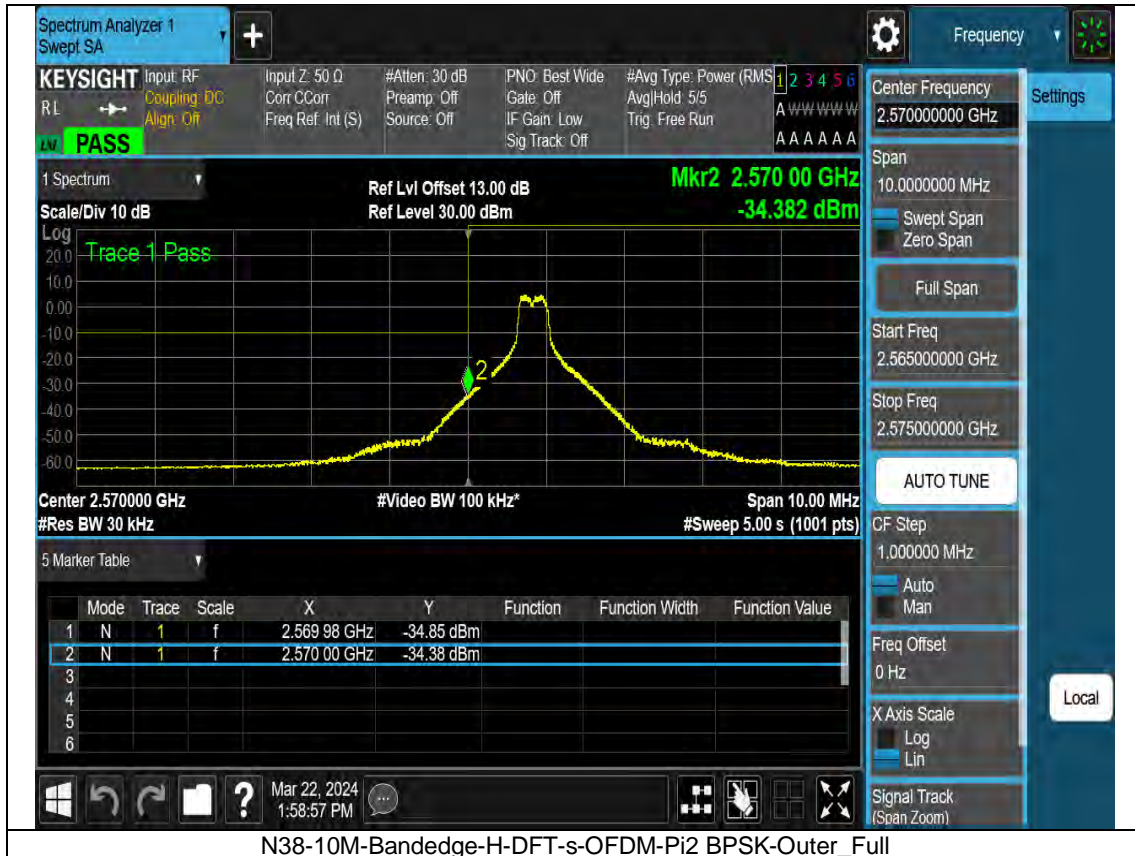 Spectrum Analyzer 1
Swept SA
+
Frequency
KEYSIGHT
Input: RF
Coupling: DC
Align: Off
Input Z: 50 Ω
Corr CCorr
Freq Ref: Int (S)
#Atten: 30 dB
Preamp: Off
Source: Off
PNO: Best Wide
Gate: Off
IF Gain: Low
Sig Track: Off
#Avg Type: Power (RMS
Avg|Hold: 5/5
Trig: Free Run
1 2 3 4 5 6
A W W W W W
A A A A A A
R L
PASS
1 Spectrum
Scale/Div 10 dB
Ref Lvl Offset 13.00 dB
Ref Level 30.00 dBm
Mkr2 2.570 00 GHz
-34.382 dBm
Log
Trace 1 Pass
20.0
10.0
0.00
-10.0
-20.0
-30.0
-40.0
-50.0
-60.0
2
Center 2.570000 GHz
#Video BW 100 kHz*
Span 10.00 MHz
#Res BW 30 kHz
#Sweep 5.00 s (1001 pts)
5 Marker Table
Mode Trace Scale X Y Function Function Width Function Value
1 N 1 f 2.569 98 GHz -34.85 dBm
2 N 1 f 2.570 00 GHz -34.38 dBm
3
4
5
6
Mar 22, 2024
1:58:57 PM
?
Center Frequency
2.570000000 GHz
Settings
Span
10.0000000 MHz
Swept Span
Zero Span
Full Span
Start Freq
2.565000000 GHz
Stop Freq
2.575000000 GHz
AUTO TUNE
CF Step
1.000000 MHz
Auto
Man
Freq Offset
0 Hz
Local
X Axis Scale
Log
Lin
Signal Track
(Span Zoom)
N38-10M-Bandedge-H-DFT-s-OFDM-Pi2 BPSK-Outer_Full